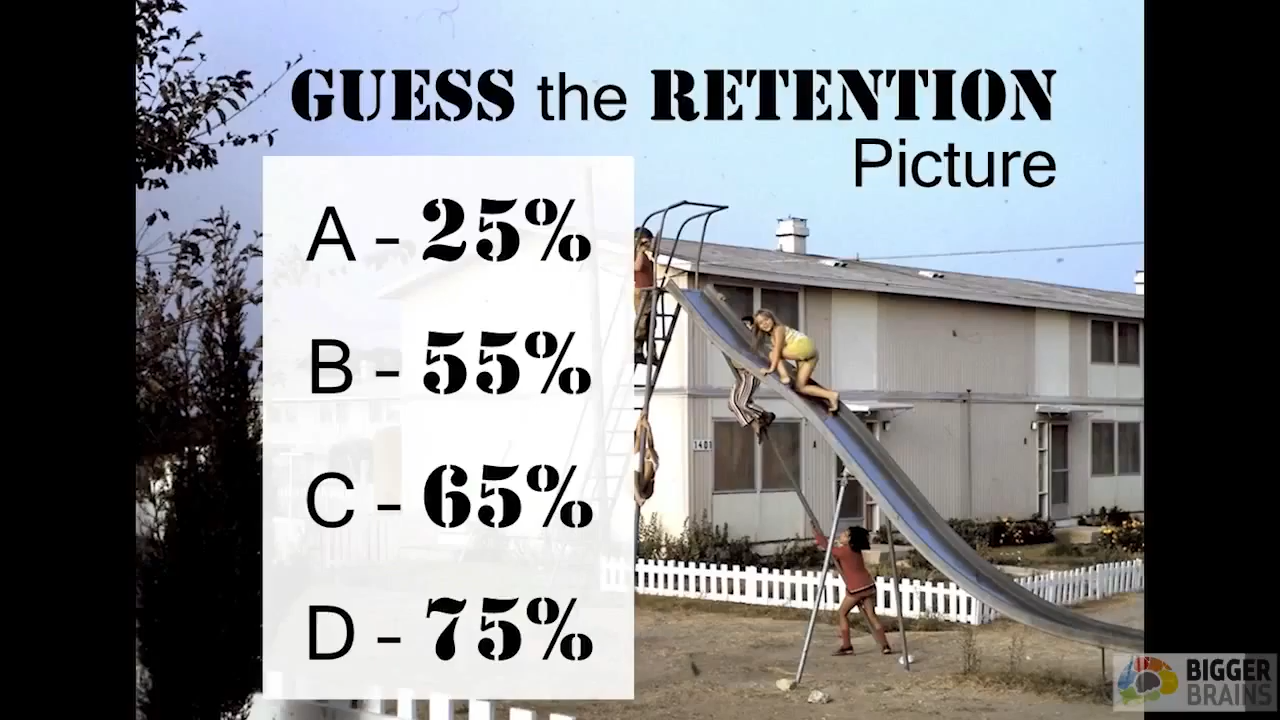 GUESS the RETENTION
Picture
A - 25%
B - 55%
C - 65%
D - 75%
1401
BIGGER
BRAINS